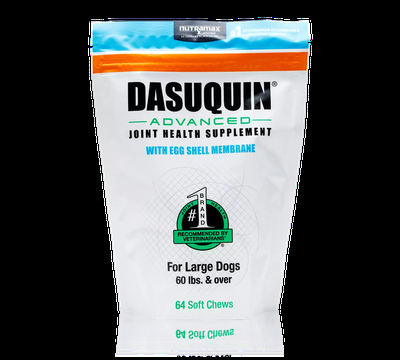 nutramax
DASUQUIN®
ADVANCED
JOINT HEALTH SUPPLEMENT
WITH EGG SHELL MEMBRANE
#1
BRAND
RECOMMENDED BY
VETERINARIANS
For Large Dogs
60 lbs. & over
64 Soft Chews